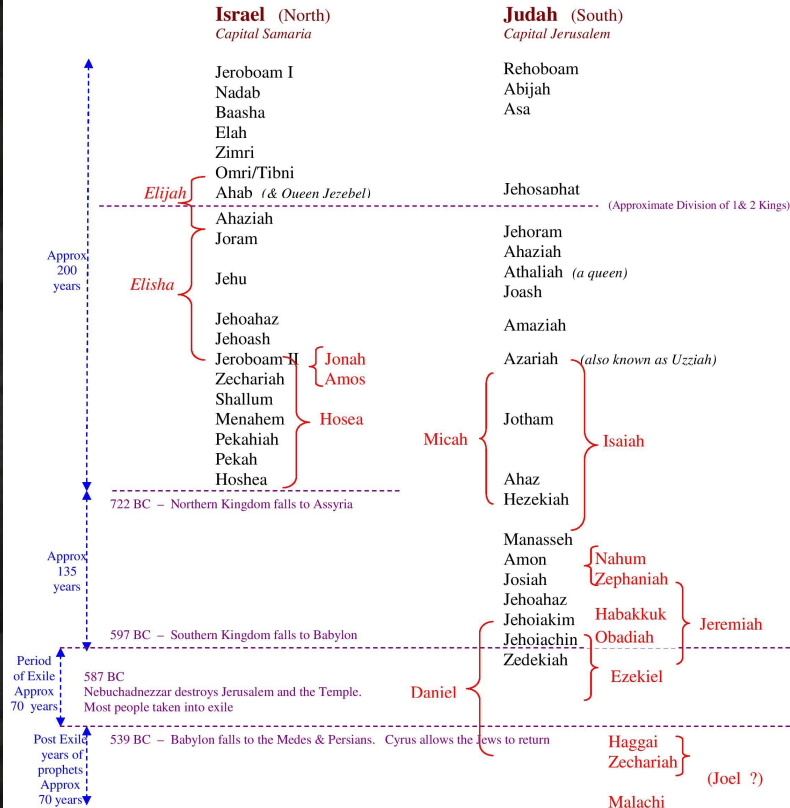 Israel (North)
Capital Samaria
Judah (South)
Capital Jerusalem
Jeroboam I
Nadab
Baasha
Elah
Zimri
Omri/Tibni
Ahab (& Queen Jezebel)
Ahaziah
Joram
Jehu
Jehoahaz
Jehoash
Jeroboam II
Zechariah
Shallum
Menahem
Pekahiah
Pekah
Hoshea
Elijah
Elisha
Jonah
Amos
Hosea
Approx
200
years
Rehoboam
Abijah
Asa
Jehosaphat
(Approximate Division of 1& 2 Kings)
Jehoram
Ahaziah
Athaliah (a queen)
Joash
Amaziah
Azariah (also known as Uzziah)
Jotham
Ahaz
Hezekiah
Micah
Isaiah
722 BC – Northern Kingdom falls to Assyria
Manasseh
Amon
Josiah
Jehoahaz
Jehoiakim
Jehoiachin
Zedekiah
Nahum
Zephaniah
Habakkuk
Obadiah
Jeremiah
Ezekiel
Daniel
Approx
135
years
597 BC – Southern Kingdom falls to Babylon
Period
of Exile
Approx
70 years
587 BC
Nebuchadnezzar destroys Jerusalem and the Temple.
Most people taken into exile
539 BC – Babylon falls to the Medes & Persians. Cyrus allows the Jews to return
Post Exile
years of
prophets
Approx
70 years
Haggai
Zechariah
(Joel ?)
Malachi